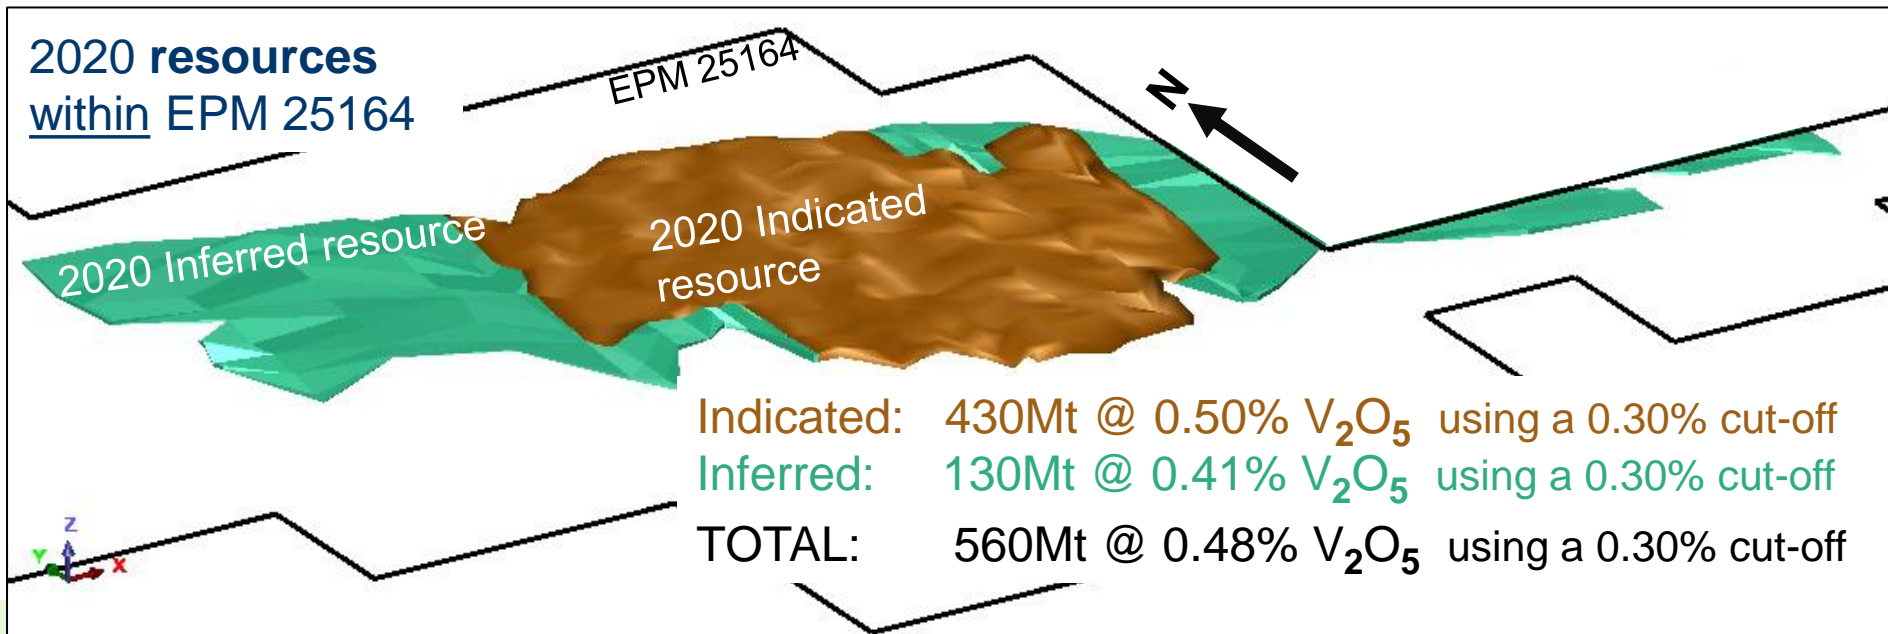 2020 resources
within EPM 25164
EPM 25164
N
2020 Inferred resource
2020 Indicated
resource
Indicated: 430Mt @ 0.50% V₂O₅ using a 0.30% cut-off
Inferred: 130Mt @ 0.41% V₂O₅ using a 0.30% cut-off
TOTAL: 560Mt @ 0.48% V₂O₅ using a 0.30% cut-off
Z
Y
X